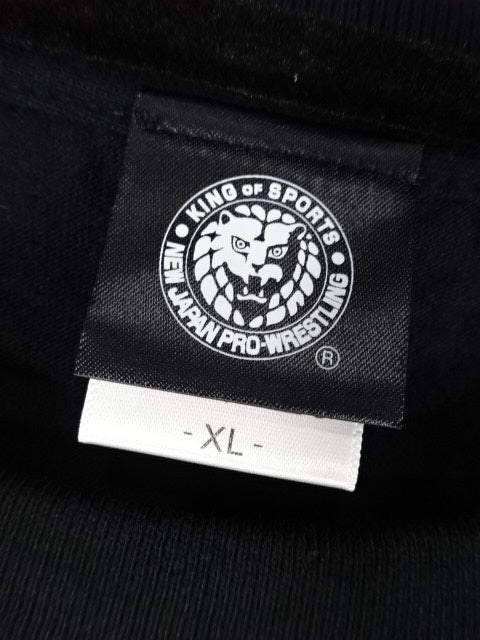 • KING OF SPORTS •
NEW JAPAN PRO-WRESTLING
®
- XL -